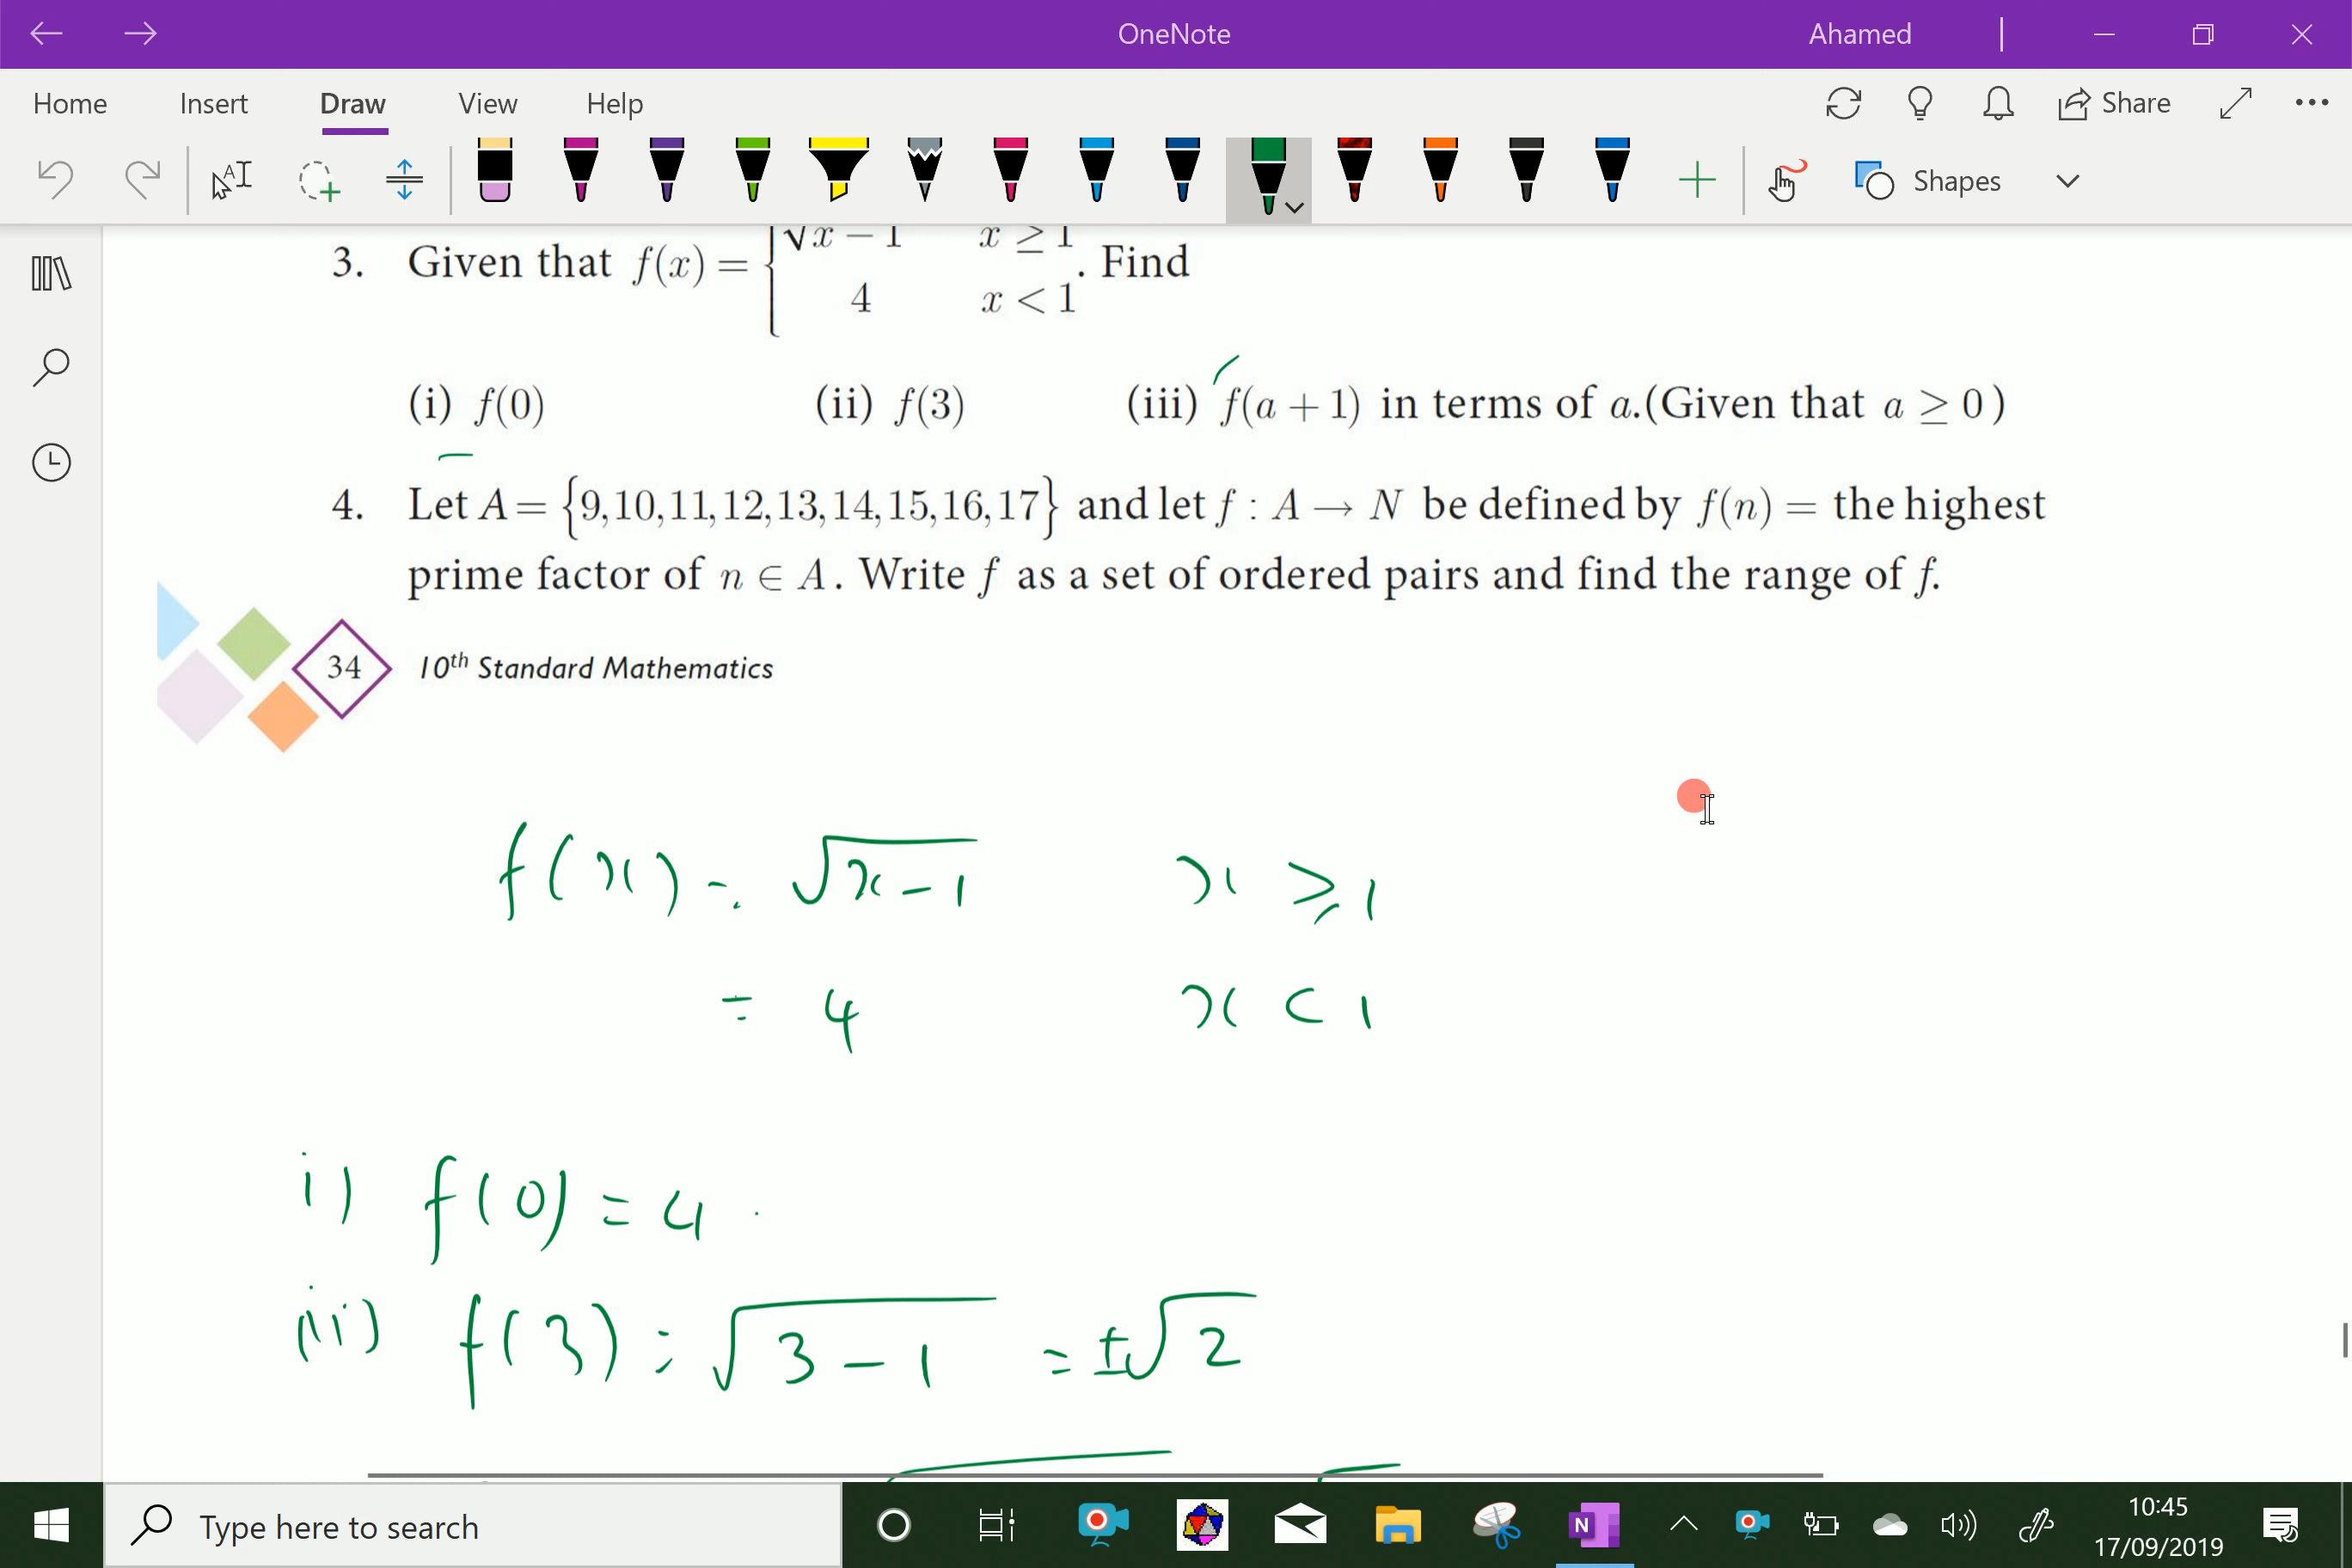 OneNote
Ahamed
Home Insert Draw View Help
Share
Shapes
3. Given that f(x) = { √x − 1 x ≥ 1
4 x < 1 . Find
(i) f(0) (ii) f(3) (iii) f(a + 1) in terms of a.(Given that a ≥ 0)
4. Let A = {9,10,11,12,13,14,15,16,17} and let f : A → N be defined by f(n) = the highest
prime factor of n ∈ A. Write f as a set of ordered pairs and find the range of f.
34 10th Standard Mathematics
f(x) = √x − 1 x ≥ 1
= 4 x < 1
i) f(0) = 4
(ii) f(3) = √3 − 1 = ±√2
Type here to search
10:45
17/09/2019